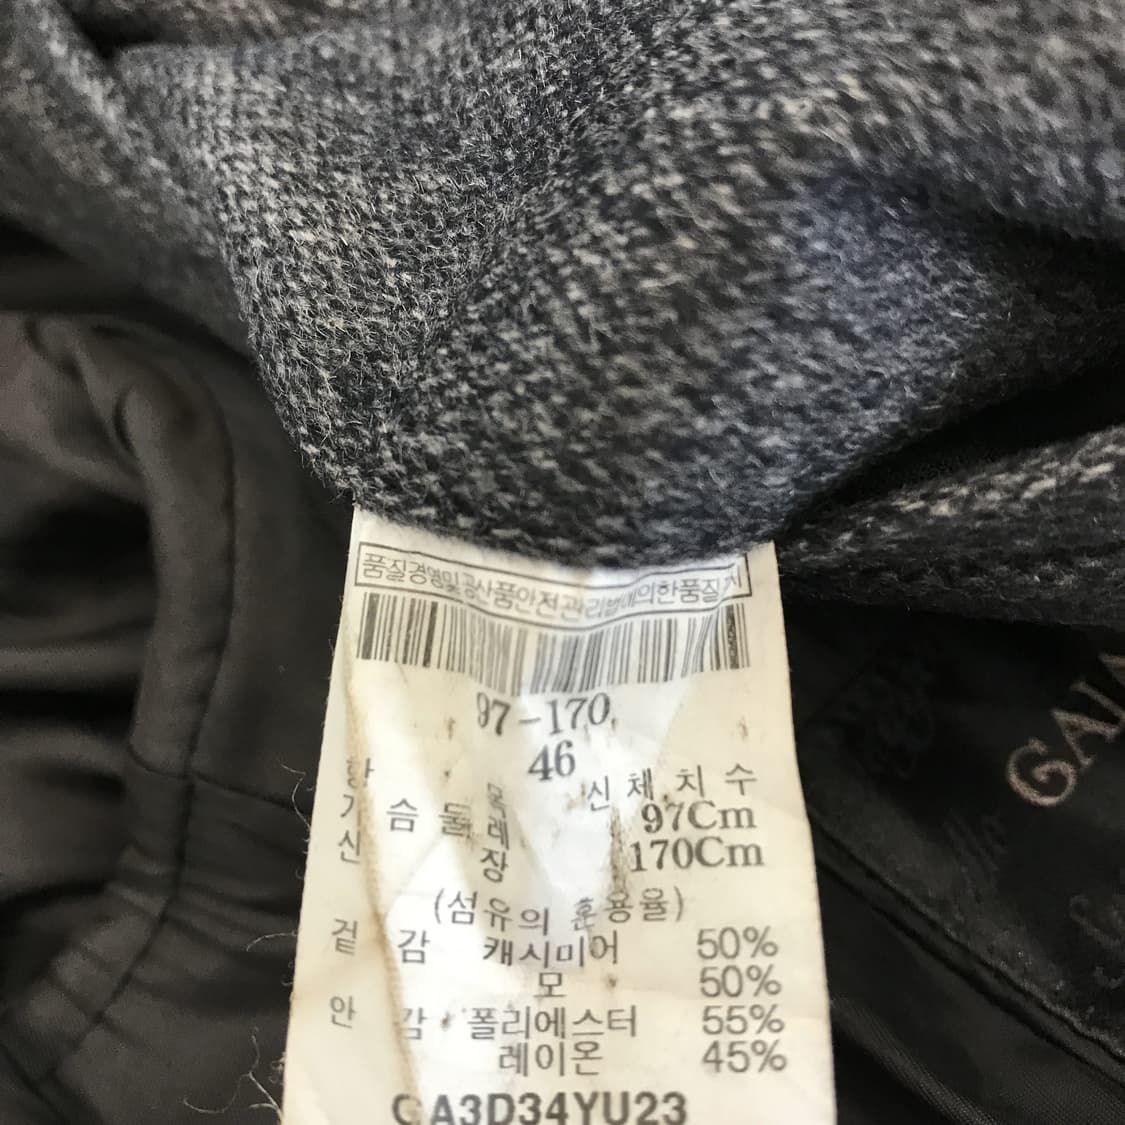 품질경영및공산품안전관리법에의한품질
97-170
46
항 목 신체치수
가슴둘레 97Cm
신 장 170Cm
(섬유의 혼용율)
겉 감 캐시미어 50%
모 50%
안 감 폴리에스터 55%
레이온 45%
GA3D34YU23
GAI